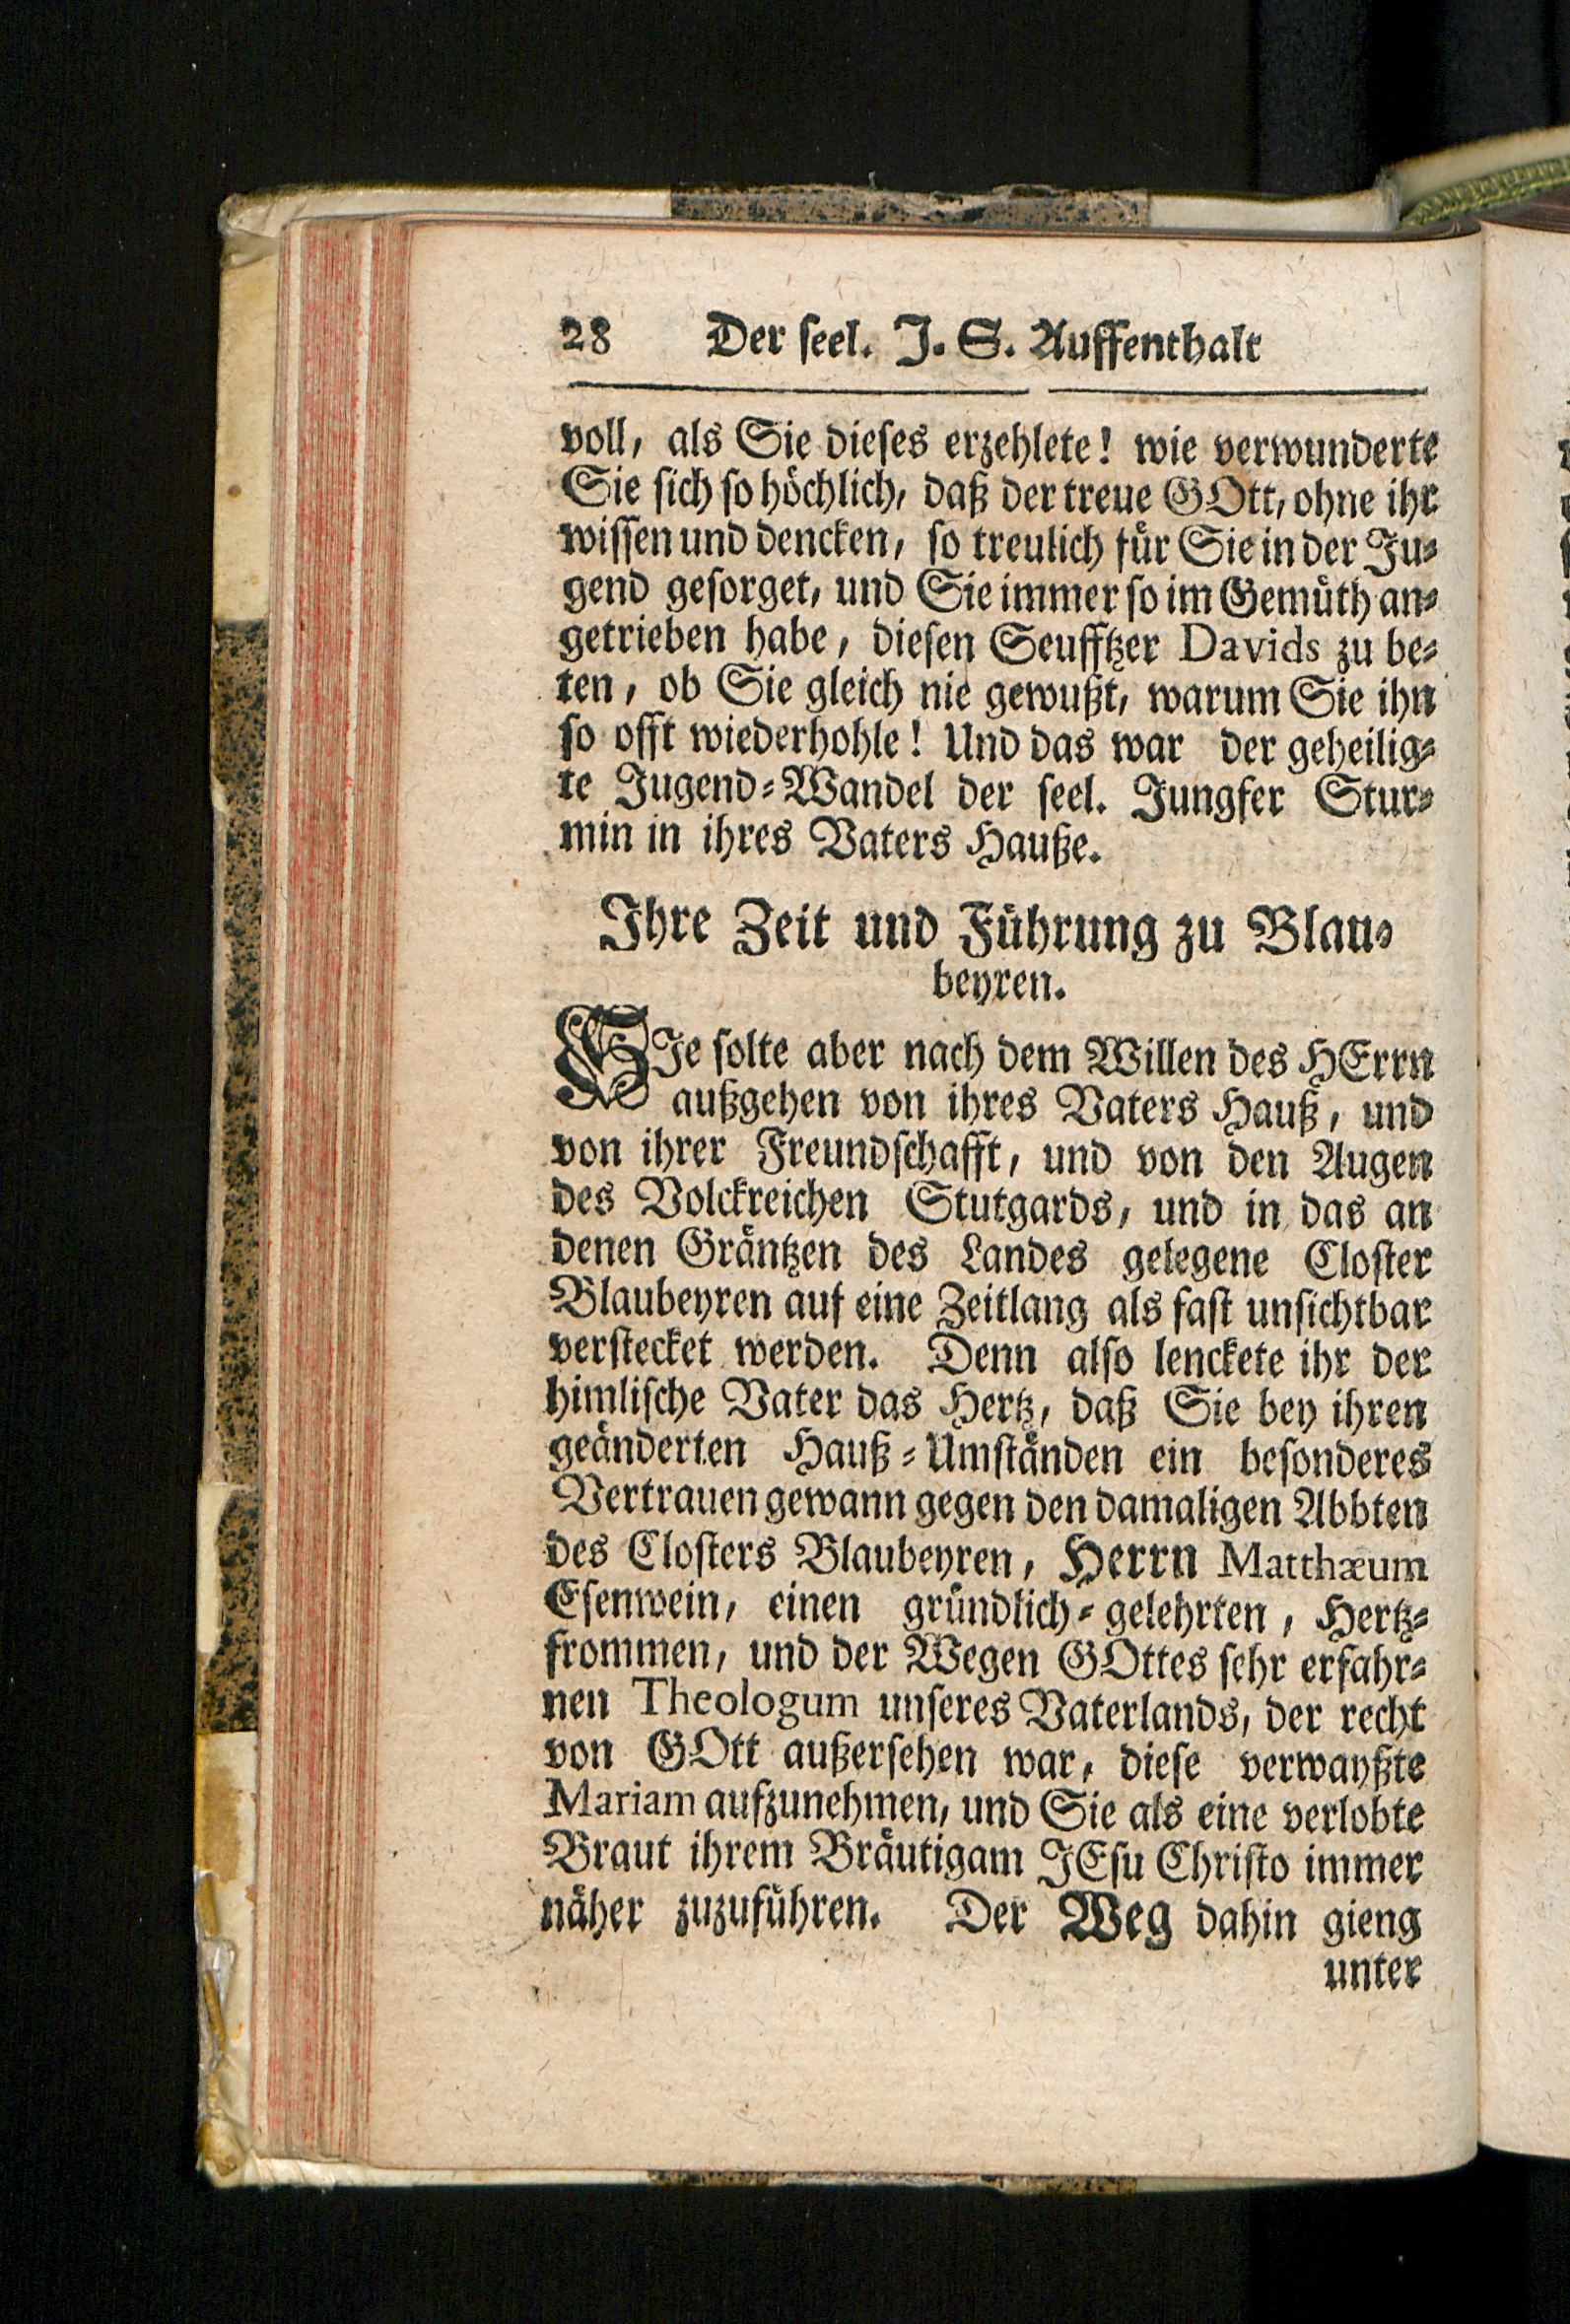 28 Der seel. J. S. Auffenthalt
voll, als Sie dieses erzehlete! wie verwunderte
Sie sich so höchlich, daß der treue GOtt, ohne ihr
wissen und dencken, so treulich für Sie in der Ju-
gend gesorget, und Sie immer so im Gemüth an-
getrieben habe, diesen Seufftzer Davids zu be-
ten, ob Sie gleich nie gewußt, warum Sie ihn
so offt wiederhohle! Und das war der geheilig-
te Jugend-Wandel der seel. Jungfer Stur-
min in ihres Vaters Hauße.
Ihre Zeit und Führung zu Blau-
beyren.
SIe solte aber nach dem Willen des HErrn
außgehen von ihres Vaters Hauß, und
von ihrer Freundschafft, und von den Augen
des Volckreichen Stutgards, und in das an
denen Gräntzen des Landes gelegene Closter
Blaubeyren auf eine Zeitlang als fast unsichtbar
verstecket werden. Denn also lenckete ihr der
himlische Vater das Hertz, daß Sie bey ihren
geänderten Hauß-Umständen ein besonderes
Vertrauen gewann gegen den damaligen Abbten
des Closters Blaubeyren, Herrn Matthæum
Esenwein, einen gründlich-gelehrten, Hertz-
frommen, und der Wegen GOttes sehr erfahr-
nen Theologum unseres Vaterlands, der recht
von GOtt außersehen war, diese verwayßte
Mariam aufzunehmen, und Sie als eine verlobte
Braut ihrem Bräutigam JEsu Christo immer
näher zuzuführen. Der Weg dahin gieng
unter